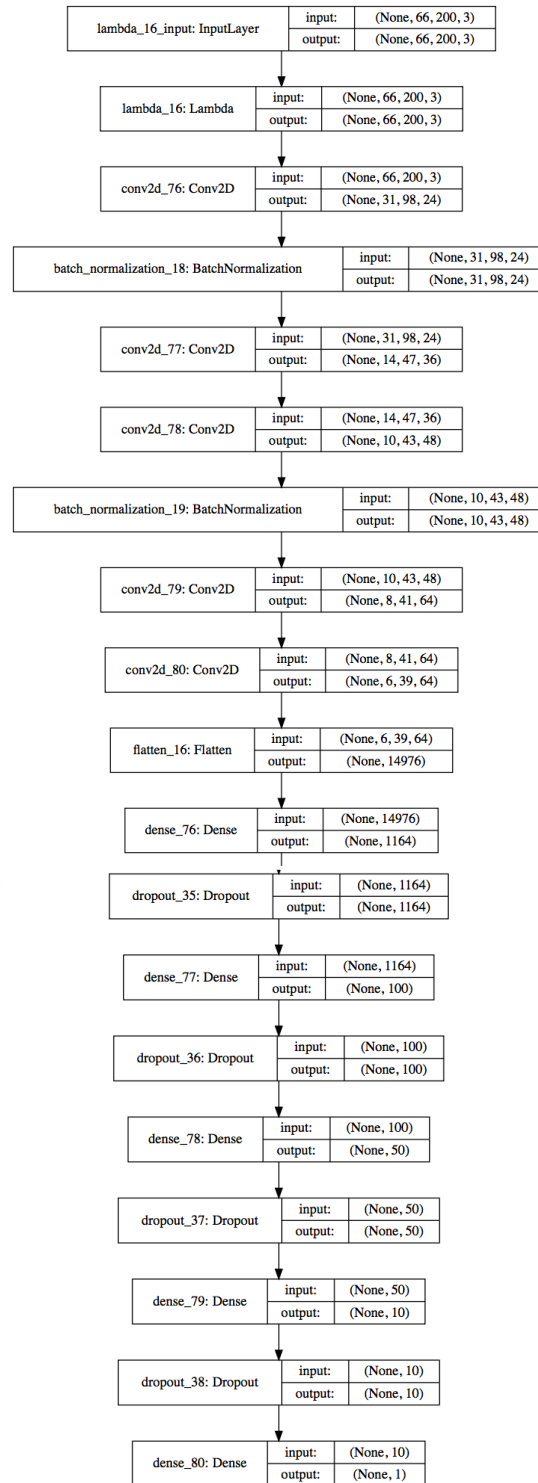 lambda_16_input: InputLayer
input: (None, 66, 200, 3)
output: (None, 66, 200, 3)
lambda_16: Lambda
input: (None, 66, 200, 3)
output: (None, 66, 200, 3)
conv2d_76: Conv2D
input: (None, 66, 200, 3)
output: (None, 31, 98, 24)
batch_normalization_18: BatchNormalization
input: (None, 31, 98, 24)
output: (None, 31, 98, 24)
conv2d_77: Conv2D
input: (None, 31, 98, 24)
output: (None, 14, 47, 36)
conv2d_78: Conv2D
input: (None, 14, 47, 36)
output: (None, 10, 43, 48)
batch_normalization_19: BatchNormalization
input: (None, 10, 43, 48)
output: (None, 10, 43, 48)
conv2d_79: Conv2D
input: (None, 10, 43, 48)
output: (None, 8, 41, 64)
conv2d_80: Conv2D
input: (None, 8, 41, 64)
output: (None, 6, 39, 64)
flatten_16: Flatten
input: (None, 6, 39, 64)
output: (None, 14976)
dense_76: Dense
input: (None, 14976)
output: (None, 1164)
dropout_35: Dropout
input: (None, 1164)
output: (None, 1164)
dense_77: Dense
input: (None, 1164)
output: (None, 100)
dropout_36: Dropout
input: (None, 100)
output: (None, 100)
dense_78: Dense
input: (None, 100)
output: (None, 50)
dropout_37: Dropout
input: (None, 50)
output: (None, 50)
dense_79: Dense
input: (None, 50)
output: (None, 10)
dropout_38: Dropout
input: (None, 10)
output: (None, 10)
dense_80: Dense
input: (None, 10)
output: (None, 1)